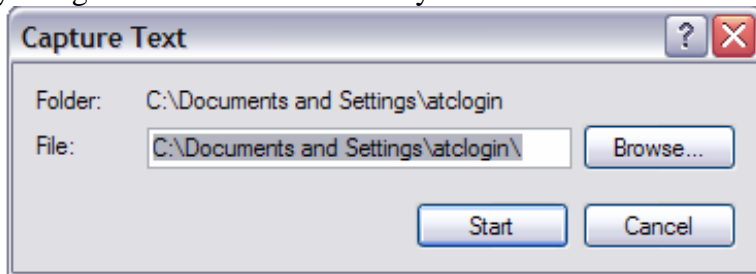 Capture Text
?
Folder: C:\Documents and Settings\atclogin
File: C:\Documents and Settings\atclogin\ Browse...
Start Cancel